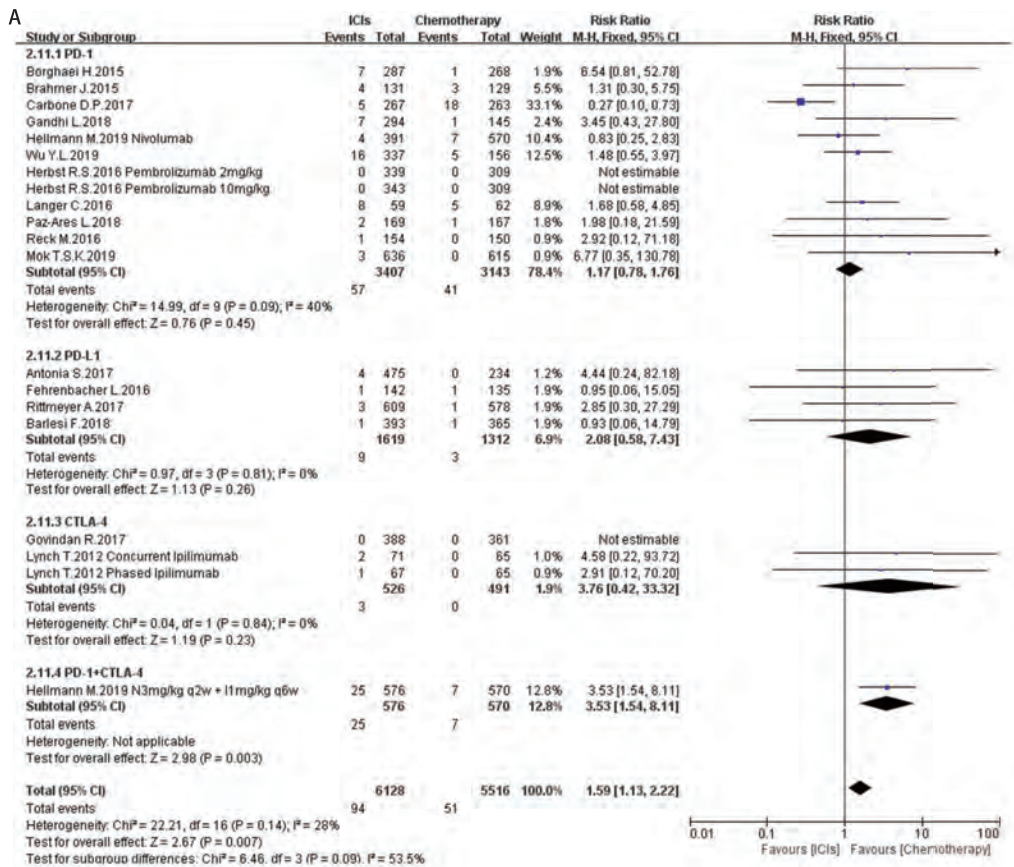 A
ICIs Chemotherapy Risk Ratio Risk Ratio
Study or Subgroup Events Total Events Total Weight M-H, Fixed, 95% CI M-H, Fixed, 95% CI
2.11.1 PD-1
Borghaei H.2015 7 287 1 268 1.9% 6.54 [0.81, 52.78]
Brahmer J.2015 4 131 3 129 5.5% 1.31 [0.30, 5.75]
Carbone D.P.2017 5 267 18 263 33.1% 0.27 [0.10, 0.73]
Gandhi L.2018 7 294 1 145 2.4% 3.45 [0.43, 27.80]
Hellmann M.2019 Nivolumab 4 391 7 570 10.4% 0.83 [0.25, 2.83]
Wu Y.L.2019 16 337 5 156 12.5% 1.48 [0.55, 3.97]
Herbst R.S.2016 Pembrolizumab 2mg/kg 0 339 0 309 Not estimable
Herbst R.S.2016 Pembrolizumab 10mg/kg 0 343 0 309 Not estimable
Langer C.2016 8 59 5 62 8.9% 1.68 [0.58, 4.85]
Paz-Ares L.2018 2 169 1 167 1.8% 1.98 [0.18, 21.59]
Reck M.2016 1 154 0 150 0.9% 2.92 [0.12, 71.18]
Mok T.S.K.2019 3 636 0 615 0.9% 6.77 [0.35, 130.78]
Subtotal (95% CI) 3407 3143 78.4% 1.17 [0.78, 1.76]
Total events 57 41
Heterogeneity: Chi² = 14.99, df = 9 (P = 0.09); I² = 40%
Test for overall effect: Z = 0.76 (P = 0.45)
2.11.2 PD-L1
Antonia S.2017 4 475 0 234 1.2% 4.44 [0.24, 82.18]
Fehrenbacher L.2016 1 142 1 135 1.9% 0.95 [0.06, 15.05]
Rittmeyer A.2017 3 609 1 578 1.9% 2.85 [0.30, 27.29]
Barlesi F.2018 1 393 1 365 1.9% 0.93 [0.06, 14.79]
Subtotal (95% CI) 1619 1312 6.9% 2.08 [0.58, 7.43]
Total events 9 3
Heterogeneity: Chi² = 0.97, df = 3 (P = 0.81); I² = 0%
Test for overall effect: Z = 1.13 (P = 0.26)
2.11.3 CTLA-4
Govindan R.2017 0 388 0 361 Not estimable
Lynch T.2012 Concurrent Ipilimumab 2 71 0 65 1.0% 4.58 [0.22, 93.72]
Lynch T.2012 Phased Ipilimumab 1 67 0 65 0.9% 2.91 [0.12, 70.20]
Subtotal (95% CI) 526 491 1.9% 3.76 [0.42, 33.32]
Total events 3 0
Heterogeneity: Chi² = 0.04, df = 1 (P = 0.84); I² = 0%
Test for overall effect: Z = 1.19 (P = 0.23)
2.11.4 PD-1+CTLA-4
Hellmann M.2019 N3mg/kg q2w + I1mg/kg q6w 25 576 7 570 12.8% 3.53 [1.54, 8.11]
Subtotal (95% CI) 576 570 12.8% 3.53 [1.54, 8.11]
Total events 25 7
Heterogeneity: Not applicable
Test for overall effect: Z = 2.98 (P = 0.003)
Total (95% CI) 6128 5516 100.0% 1.59 [1.13, 2.22]
Total events 94 51
Heterogeneity: Chi² = 22.21, df = 16 (P = 0.14); I² = 28%
Test for overall effect: Z = 2.67 (P = 0.007)
Test for subgroup differences: Chi² = 6.46, df = 3 (P = 0.09), I² = 53.5%
0.01 0.1 1 10 100
Favours [ICIs] Favours [Chemotherapy]